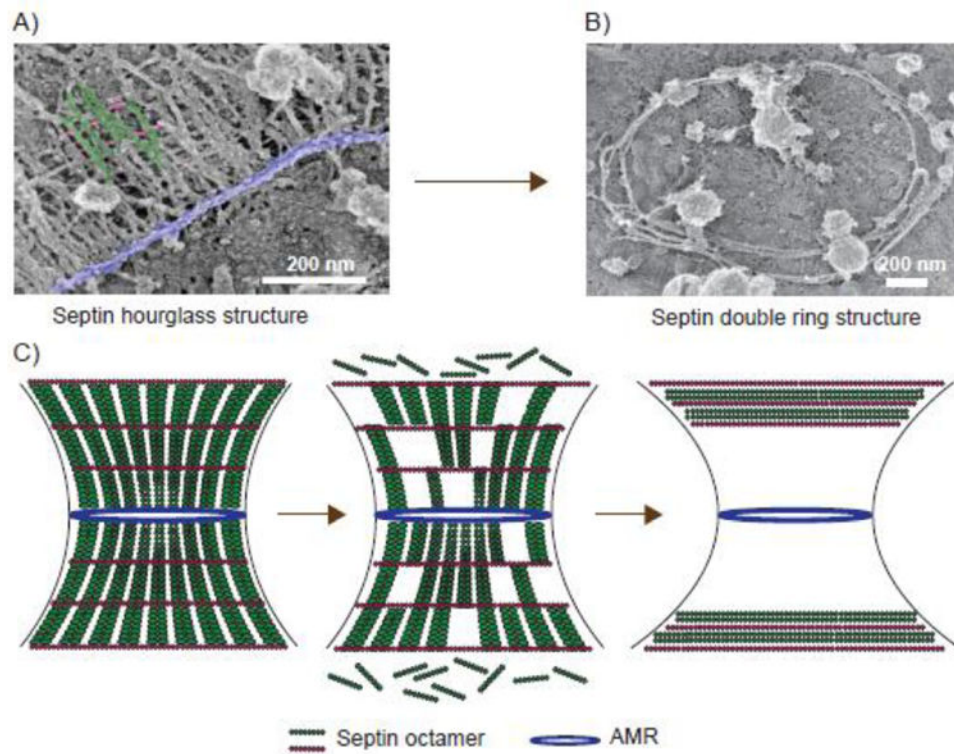 A)
B)
200 nm
200 nm
Septin hourglass structure
Septin double ring structure
C)
Septin octamer
AMR